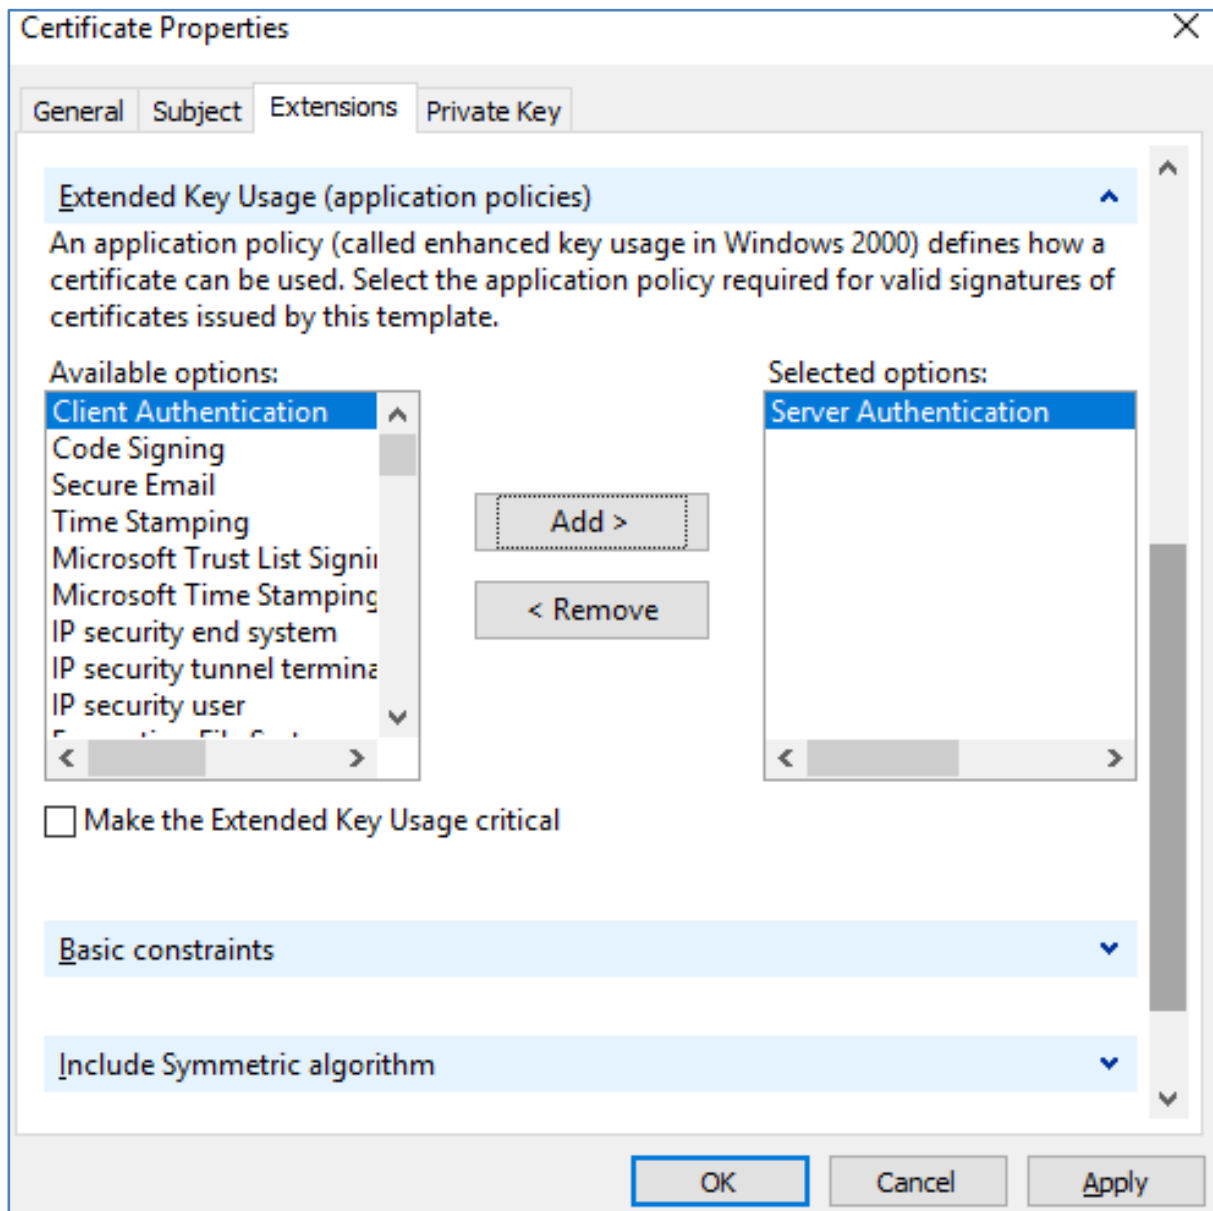 Certificate Properties
General Subject Extensions Private Key
Extended Key Usage (application policies)
An application policy (called enhanced key usage in Windows 2000) defines how a
certificate can be used. Select the application policy required for valid signatures of
certificates issued by this template.
Available options:
Client Authentication
Code Signing
Secure Email
Time Stamping
Microsoft Trust List Signin
Microsoft Time Stamping
IP security end system
IP security tunnel termina
IP security user
Add >
< Remove
Selected options:
Server Authentication
Make the Extended Key Usage critical
Basic constraints
Include Symmetric algorithm
OK Cancel Apply